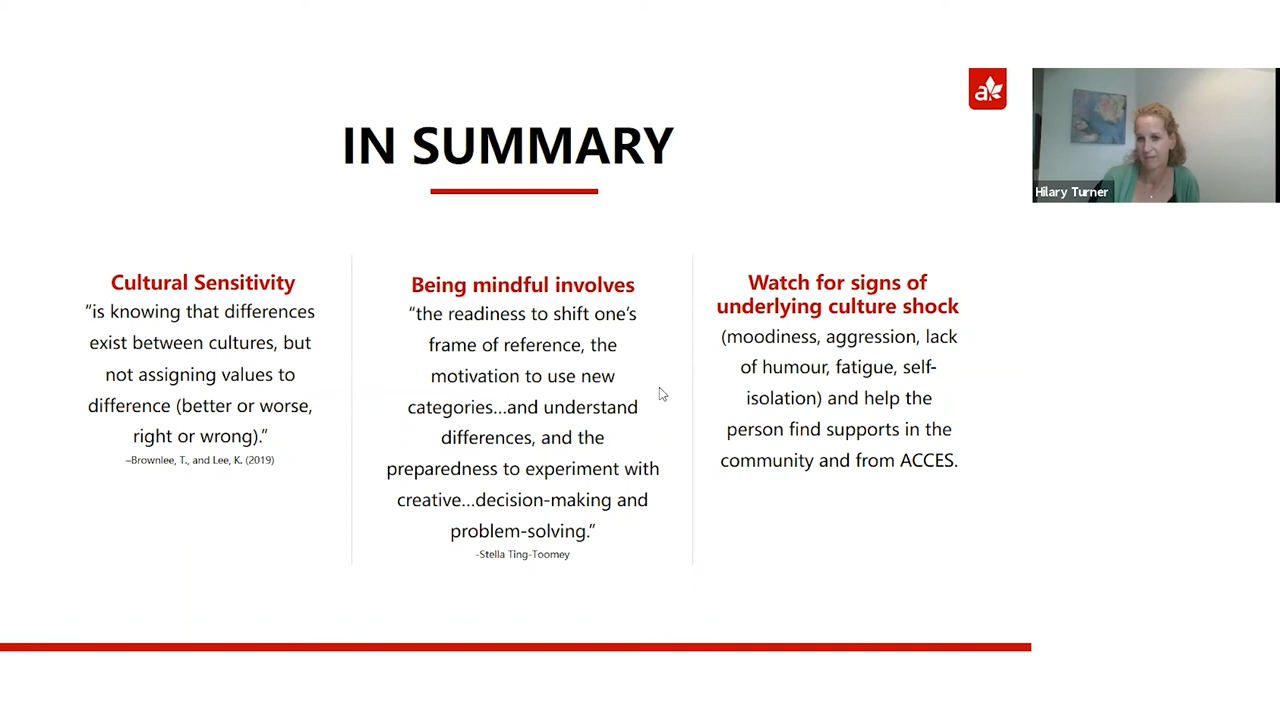 a
Hilary Turner
IN SUMMARY
Cultural Sensitivity
“is knowing that differences
exist between cultures, but
not assigning values to
difference (better or worse,
right or wrong).”
–Brownlee, T., and Lee, K. (2019)
Being mindful involves
“the readiness to shift one’s
frame of reference, the
motivation to use new
categories...and understand
differences, and the
preparedness to experiment with
creative...decision-making and
problem-solving.”
-Stella Ting-Toomey
Watch for signs of
underlying culture shock
(moodiness, aggression, lack
of humour, fatigue, self-
isolation) and help the
person find supports in the
community and from ACCES.